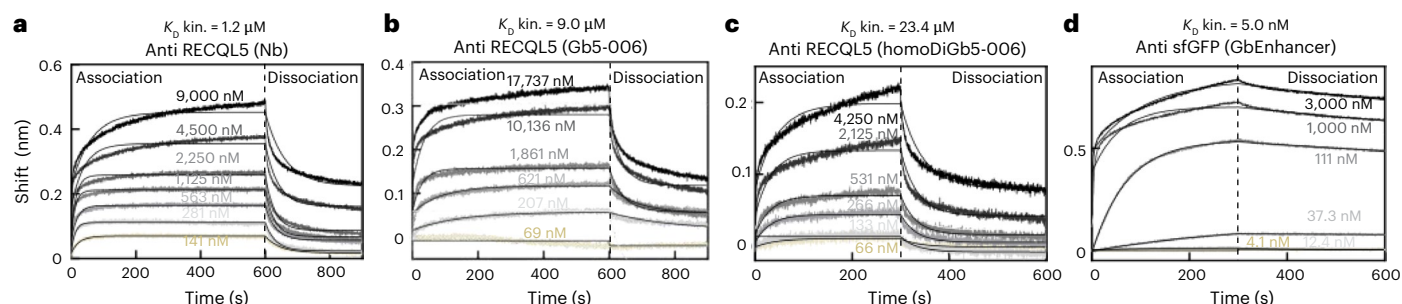 a
K_D kin. = 1.2 µM
Anti RECQL5 (Nb)
Association
Dissociation
9,000 nM
4,500 nM
2,250 nM
1,125 nM
563 nM
281 nM
141 nM
Shift (nm)
0.6
0.4
0.2
0
0 200 400 600 800
Time (s)
b
K_D kin. = 9.0 µM
Anti RECQL5 (Gb5-006)
Association
Dissociation
17,737 nM
10,136 nM
1,861 nM
621 nM
207 nM
69 nM
0.4
0.3
0.2
0.1
0
0 200 400 600 800
Time (s)
c
K_D kin. = 23.4 µM
Anti RECQL5 (homoDiGb5-006)
Association
Dissociation
4,250 nM
2,125 nM
531 nM
266 nM
133 nM
66 nM
0.2
0.1
0
0 200 400 600
Time (s)
d
K_D kin. = 5.0 nM
Anti sfGFP (GbEnhancer)
Association
Dissociation
3,000 nM
1,000 nM
111 nM
37.3 nM
4.1 nM
12.4 nM
0.5
0
0 200 400 600
Time (s)